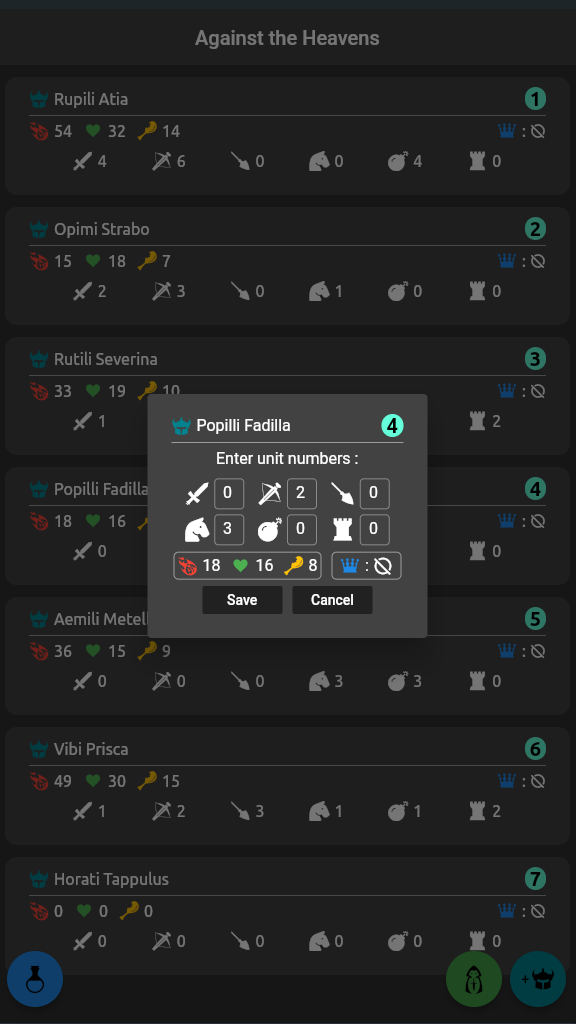 Against the Heavens
Rupili Atia 1
54 32 14 :
4 6 0 0 4 0
Opimi Strabo 2
15 18 7 :
2 3 0 1 0 0
Rutili Severina 3
33 19 10 :
1 2
Popilli Fadilla 4
18 16 :
0 0
Popilli Fadilla 4
Enter unit numbers :
0 2 0
3 0 0
18 16 8 :
Save Cancel
Aemili Metell 5
36 15 9 :
0 0 0 3 3 0
Vibi Prisca 6
49 30 15 :
1 2 3 1 1 2
Horati Tappulus 7
0 0 0 :
0 0 0 0 0 0
+